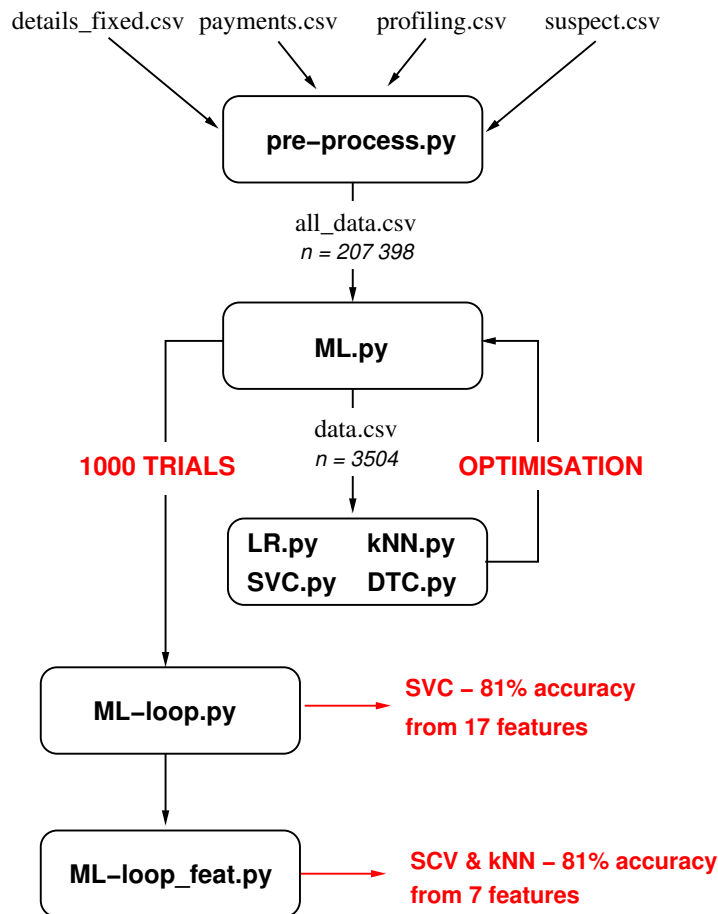 details_fixed.csv payments.csv profiling.csv suspect.csv
pre−process.py
all_data.csv
n = 207 398
ML.py
data.csv
n = 3504
1000 TRIALS
OPTIMISATION
LR.py kNN.py
SVC.py DTC.py
ML−loop.py
SVC − 81% accuracy
from 17 features
ML−loop_feat.py
SCV & kNN − 81% accuracy
from 7 features